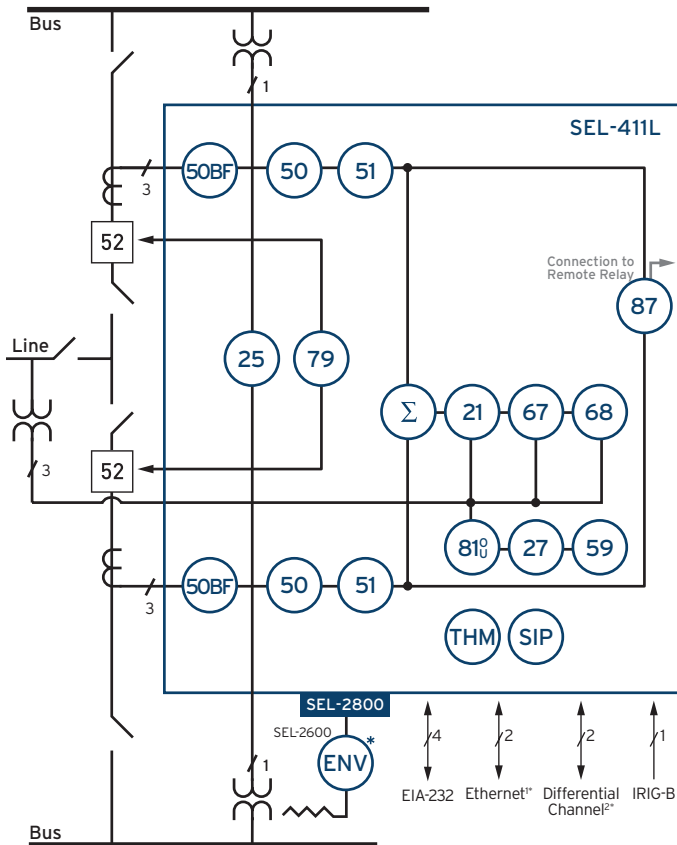 Bus
1
SEL-411L
50BF
50
51
3
52
Connection to
Remote Relay
87
Line
25
79
Σ
21
67
68
3
52
81 O U
27
59
50BF
50
51
3
THM
SIP
SEL-2800
SEL-2600
ENV*
4
2
2
1
1
EIA-232
Ethernet¹*
Differential
Channel²*
IRIG-B
Bus